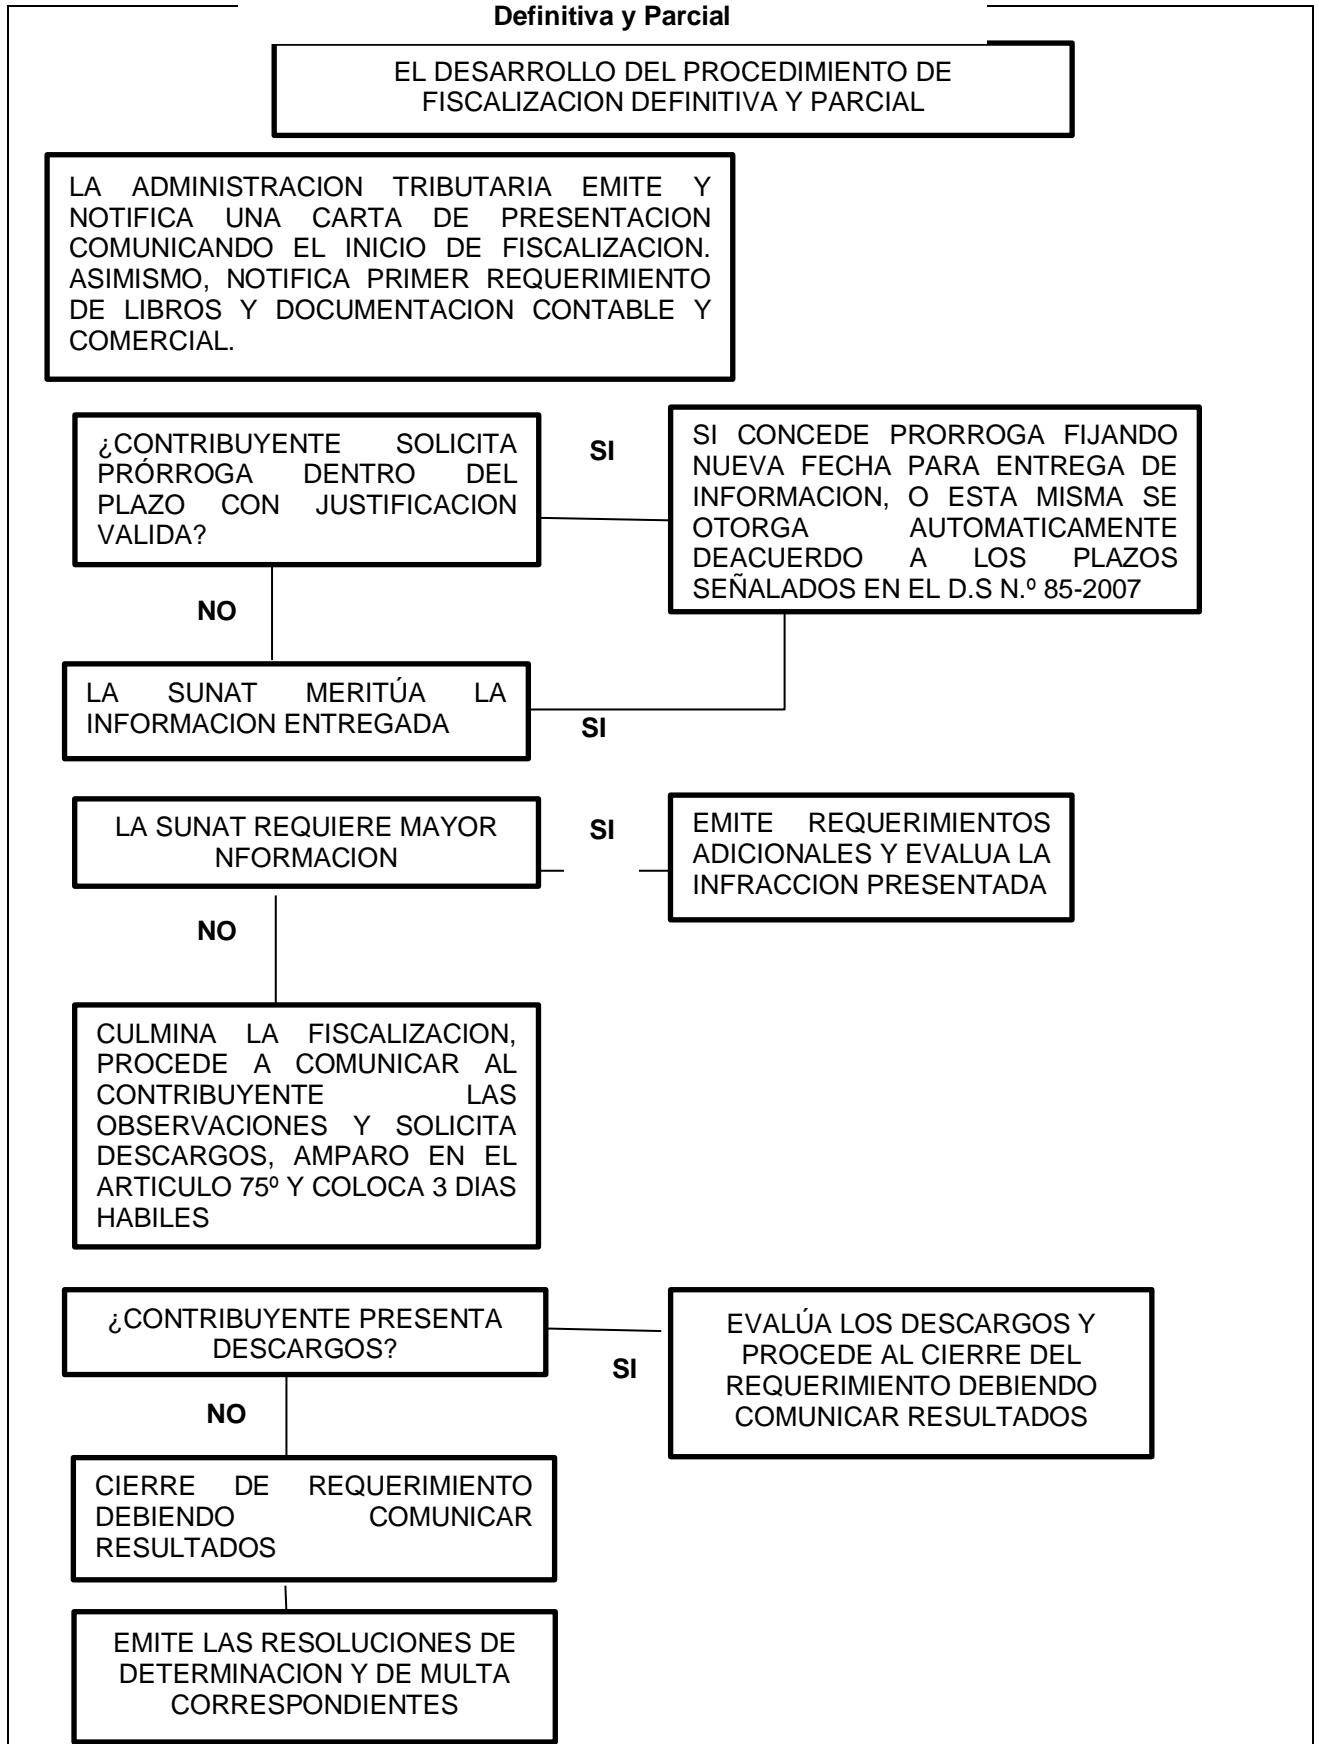 Definitiva y Parcial
EL DESARROLLO DEL PROCEDIMIENTO DE
FISCALIZACION DEFINITIVA Y PARCIAL
LA ADMINISTRACION TRIBUTARIA EMITE Y
NOTIFICA UNA CARTA DE PRESENTACION
COMUNICANDO EL INICIO DE FISCALIZACION.
ASIMISMO, NOTIFICA PRIMER REQUERIMIENTO
DE LIBROS Y DOCUMENTACION CONTABLE Y
COMERCIAL.
¿CONTRIBUYENTE SOLICITA
PRÓRROGA DENTRO DEL
PLAZO CON JUSTIFICACION
VALIDA?
SI
SI CONCEDE PRORROGA FIJANDO
NUEVA FECHA PARA ENTREGA DE
INFORMACION, O ESTA MISMA SE
OTORGA AUTOMATICAMENTE
DEACUERDO A LOS PLAZOS
SEÑALADOS EN EL D.S N.º 85-2007
NO
LA SUNAT MERITÚA LA
INFORMACION ENTREGADA
SI
LA SUNAT REQUIERE MAYOR
NFORMACION
SI
EMITE REQUERIMIENTOS
ADICIONALES Y EVALUA LA
INFRACCION PRESENTADA
NO
CULMINA LA FISCALIZACION,
PROCEDE A COMUNICAR AL
CONTRIBUYENTE LAS
OBSERVACIONES Y SOLICITA
DESCARGOS, AMPARO EN EL
ARTICULO 75º Y COLOCA 3 DIAS
HABILES
¿CONTRIBUYENTE PRESENTA
DESCARGOS?
SI
EVALÚA LOS DESCARGOS Y
PROCEDE AL CIERRE DEL
REQUERIMIENTO DEBIENDO
COMUNICAR RESULTADOS
NO
CIERRE DE REQUERIMIENTO
DEBIENDO COMUNICAR
RESULTADOS
EMITE LAS RESOLUCIONES DE
DETERMINACION Y DE MULTA
CORRESPONDIENTES